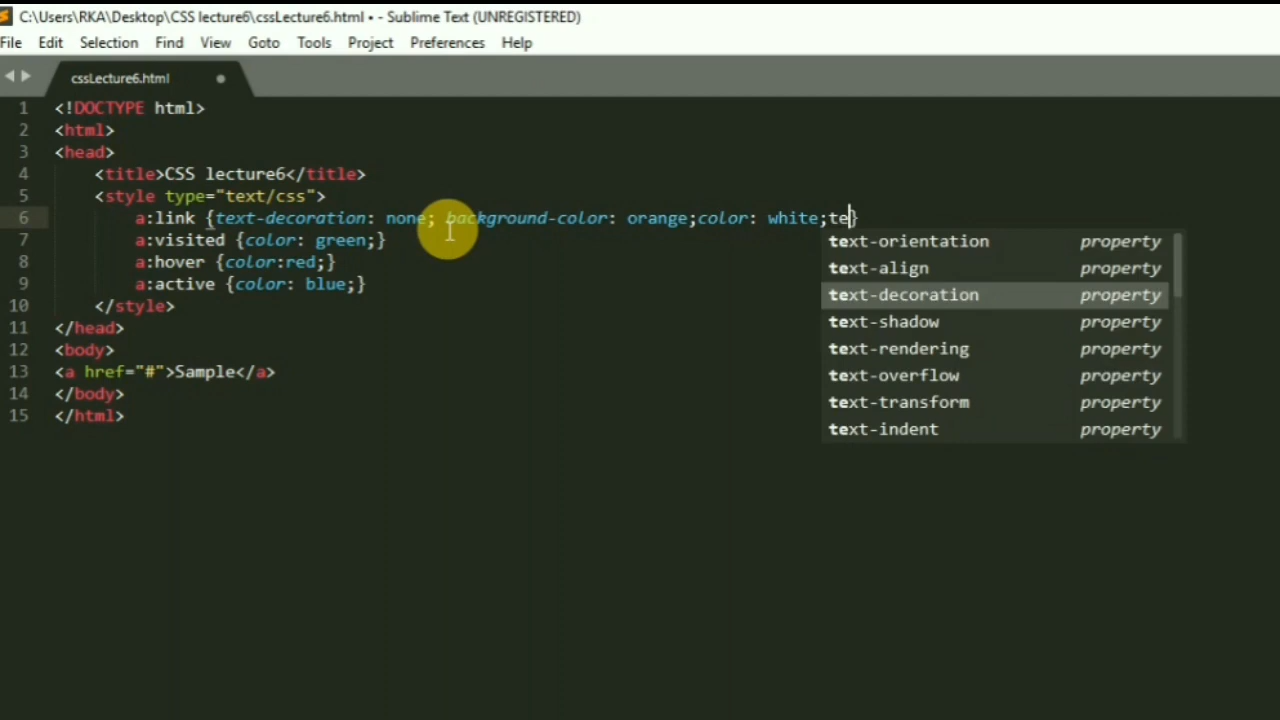 C:\Users\RKA\Desktop\CSS lecture6\cssLecture6.html • - Sublime Text (UNREGISTERED)
File Edit Selection Find View Goto Tools Project Preferences Help
cssLecture6.html
1 <!DOCTYPE html>
2 <html>
3 <head>
4 <title>CSS lecture6</title>
5 <style type="text/css">
6 a:link {text-decoration: none; background-color: orange;color: white;te}
7 a:visited {color: green;}
8 a:hover {color:red;}
9 a:active {color: blue;}
10 </style>
11 </head>
12 <body>
13 <a href="#">Sample</a>
14 </body>
15 </html>
text-orientation property
text-align property
text-decoration property
text-shadow property
text-rendering property
text-overflow property
text-transform property
text-indent property